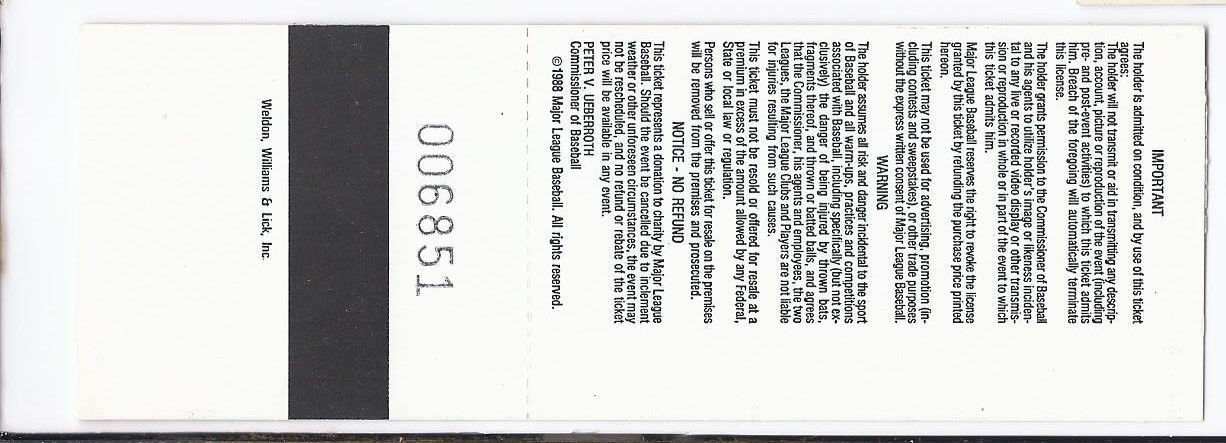 IMPORTANT
The holder is admitted on condition, and by use of this ticket
agrees:
The holder will not transmit or aid in transmitting any descrip-
tion, account, picture or reproduction of the event (including
pre- and post-event activities) to which this ticket admits
him. Breach of the foregoing will automatically terminate
this license.
The holder grants permission to the Commissioner of Baseball
and his agents to utilize holder's image or likeness inciden-
tal to any live or recorded video display or other transmis-
sion or reproduction in whole or in part of the event to which
this ticket admits him.
Major League Baseball reserves the right to revoke the license
granted by this ticket by refunding the purchase price printed
hereon.
This ticket may not be used for advertising, promotion (in-
cluding contests and sweepstakes), or other trade purposes
without the express written consent of Major League Baseball.
WARNING
The holder assumes all risk and danger incidental to the sport
of Baseball and all warm-ups, practices and competitions
associated with Baseball, including specifically (but not ex-
clusively) the danger of being injured by thrown bats,
fragments thereof, and thrown or batted balls, and agrees
that the Commissioner, his agents and employees, the two
Leagues, the Major League Clubs and Players are not liable
for injuries resulting from such causes.
This ticket must not be resold or offered for resale at a
premium in excess of the amount allowed by any Federal,
State or local law or regulation.
Persons who sell or offer this ticket for resale on the premises
will be removed from the premises and prosecuted.
NOTICE - NO REFUND
This ticket represents a donation to charity by Major League
Baseball. Should the event be cancelled due to inclement
weather or other unforeseen circumstances, the event may
not be rescheduled, and no refund or rebate of the ticket
price will be available in any event.
PETER V. UEBERROTH
Commissioner of Baseball
© 1988 Major League Baseball. All rights reserved.
006851
Weldon, Williams & Lick, Inc.